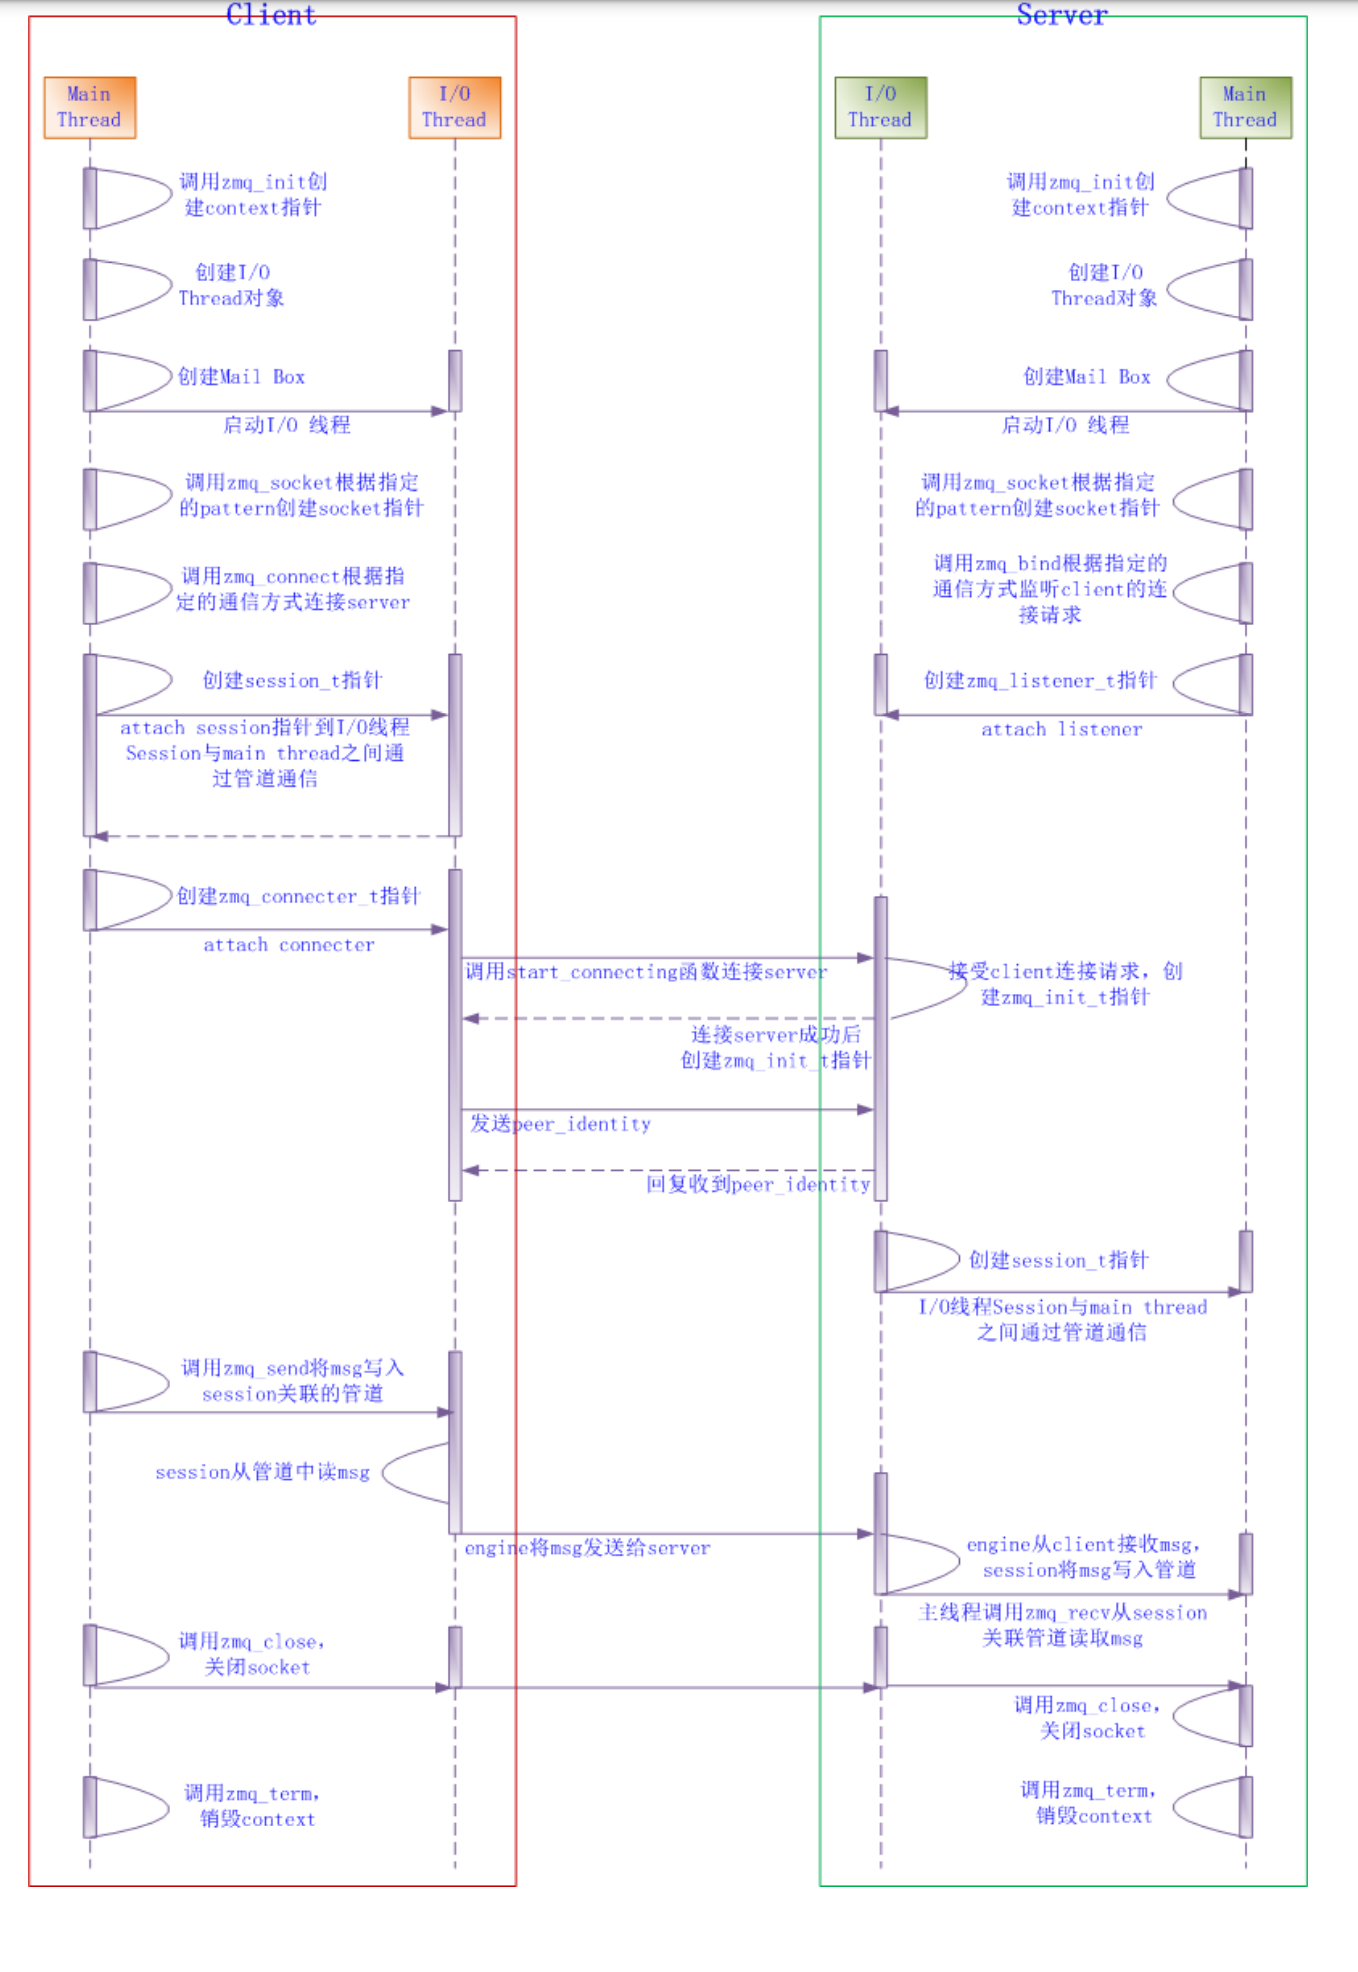 Client
Server
Main
Thread
I/O
Thread
I/O
Thread
Main
Thread
调用zmq_init创
建context指针
调用zmq_init创
建context指针
创建I/O
Thread对象
创建I/O
Thread对象
创建Mail Box
创建Mail Box
启动I/O 线程
启动I/O 线程
调用zmq_socket根据指定
的pattern创建socket指针
调用zmq_socket根据指定
的pattern创建socket指针
调用zmq_connect根据指
定的通信方式连接server
调用zmq_bind根据指定的
通信方式监听client的连
接请求
创建session_t指针
创建zmq_listener_t指针
attach session指针到I/O线程
Session与main thread之间通
过管道通信
attach listener
创建zmq_connecter_t指针
attach connecter
调用start_connecting函数连接server
接受client连接请求，创
建zmq_init_t指针
连接server成功后
创建zmq_init_t指针
发送peer_identity
回复收到peer_identity
创建session_t指针
I/O线程Session与main thread
之间通过管道通信
调用zmq_send将msg写入
session关联的管道
session从管道中读msg
engine将msg发送给server
engine从client接收msg，
session将msg写入管道
主线程调用zmq_recv从session
关联管道读取msg
调用zmq_close，
关闭socket
调用zmq_close，
关闭socket
调用zmq_term，
销毁context
调用zmq_term，
销毁context